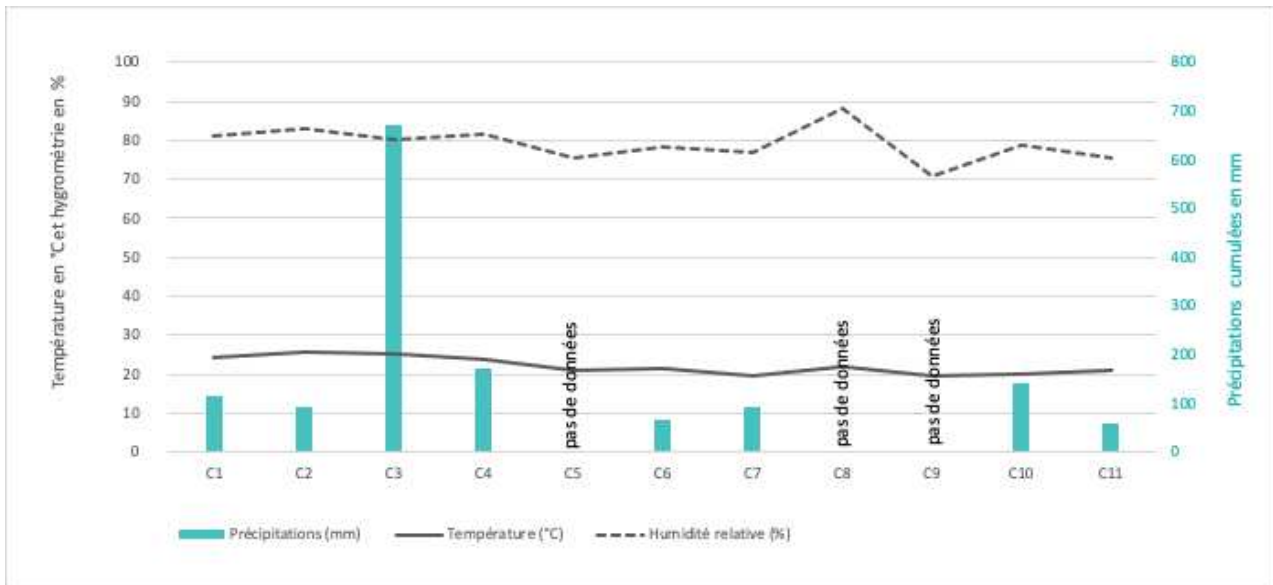 Température en °C et hygrométrie en %
100
90
80
70
60
50
40
30
20
10
0
800
700
600
500
400
300
200
100
0
Précipitations cumulées en mm
pas de données
pas de données
pas de données
C1 C2 C3 C4 C5 C6 C7 C8 C9 C10 C11
Précipitations (mm) Température (°C) Humidité relative (%)